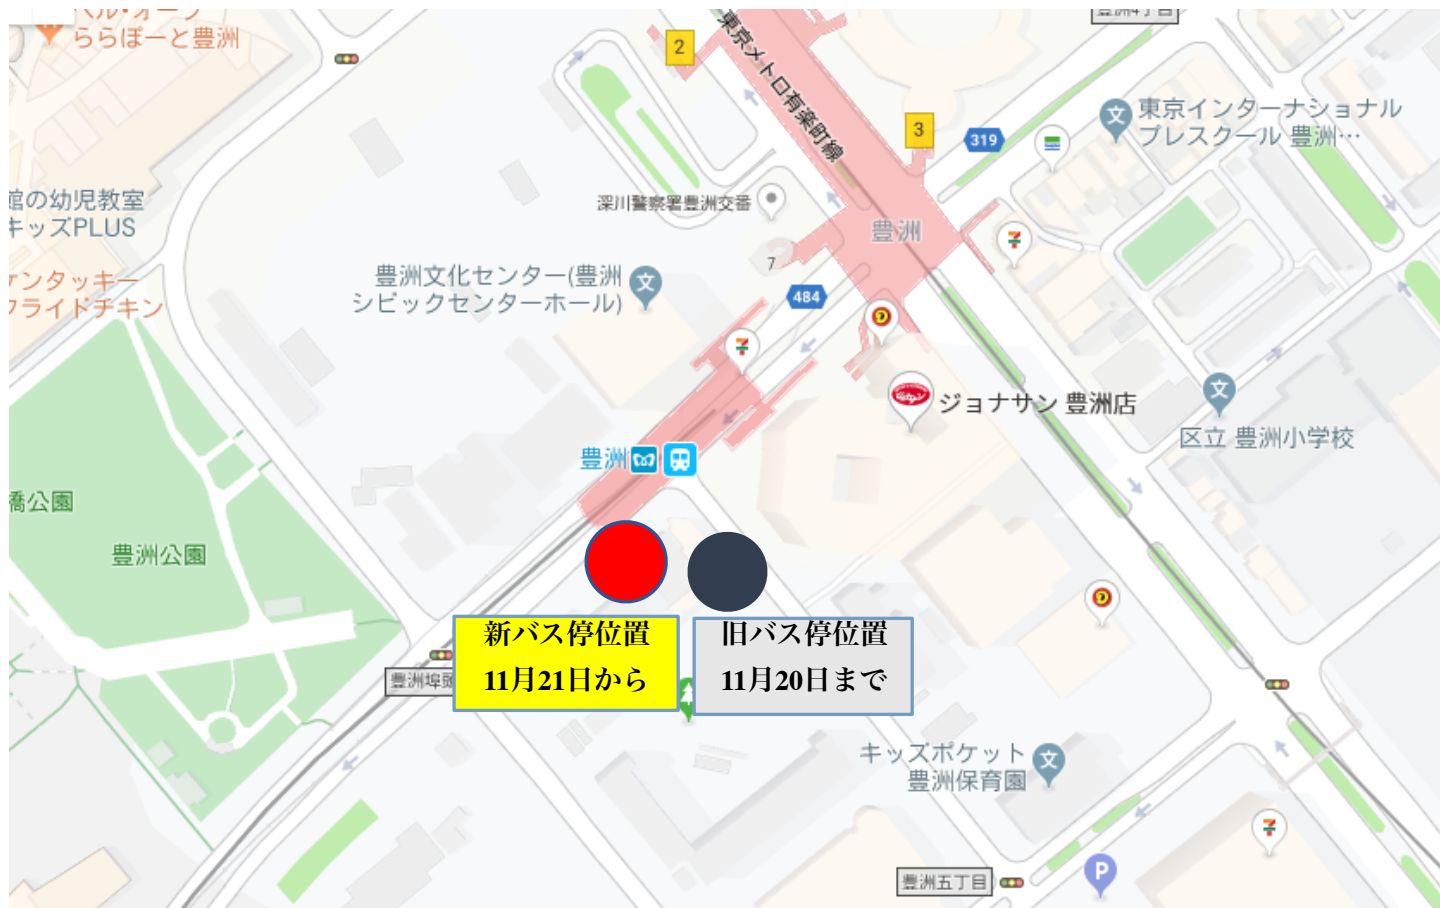 ららぽーと豊洲
2
東京メトロ有楽町線
3
319
豊洲4丁目
東京インターナショナル
プレスクール 豊洲…
館の幼児教室
キッズPLUS
深川警察署豊洲交番
豊洲
7
ケンタッキー
フライドチキン
豊洲文化センター(豊洲
シビックセンターホール)
484
ジョナサン 豊洲店
区立 豊洲小学校
豊洲
橋公園
豊洲公園
新バス停位置
11月21日から
旧バス停位置
11月20日まで
豊洲埠頭
キッズポケット
豊洲保育園
豊洲五丁目
P